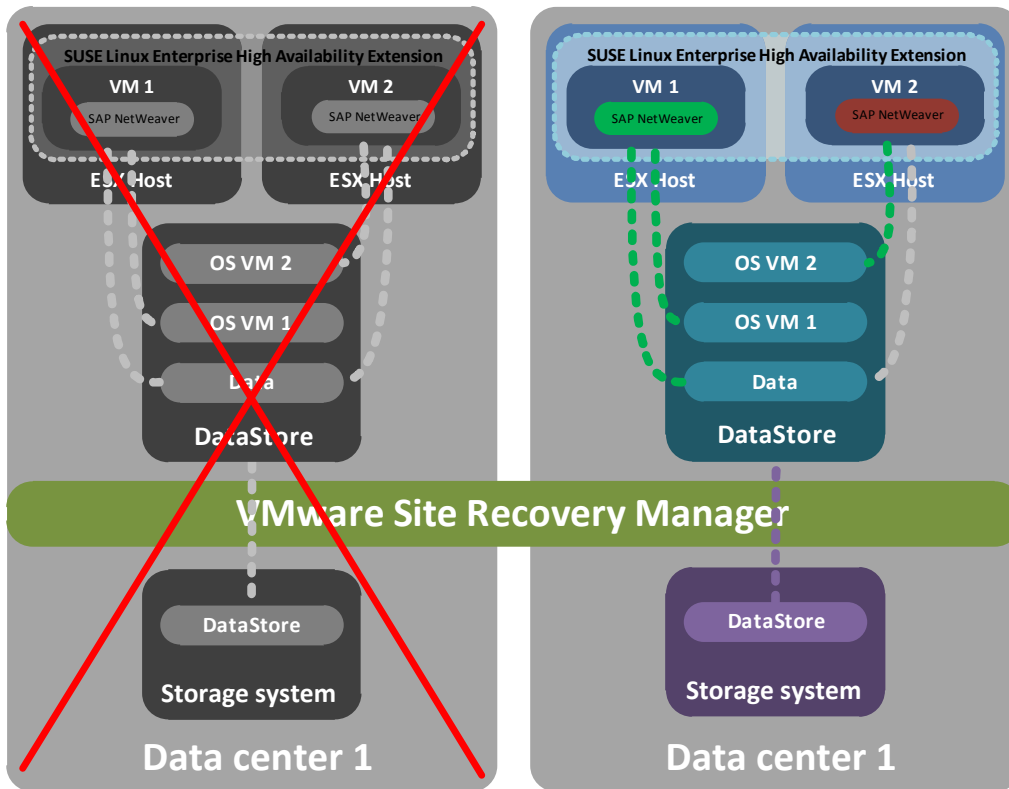 SUSE Linux Enterprise High Availability Extension
VM 1
VM 2
SAP NetWeaver
SAP NetWeaver
ESX Host
ESX Host
OS VM 2
OS VM 1
Data
DataStore
SUSE Linux Enterprise High Availability Extension
VM 1
VM 2
SAP NetWeaver
SAP NetWeaver
ESX Host
ESX Host
OS VM 2
OS VM 1
Data
DataStore
VMware Site Recovery Manager
DataStore
Storage system
Data center 1
DataStore
Storage system
Data center 1